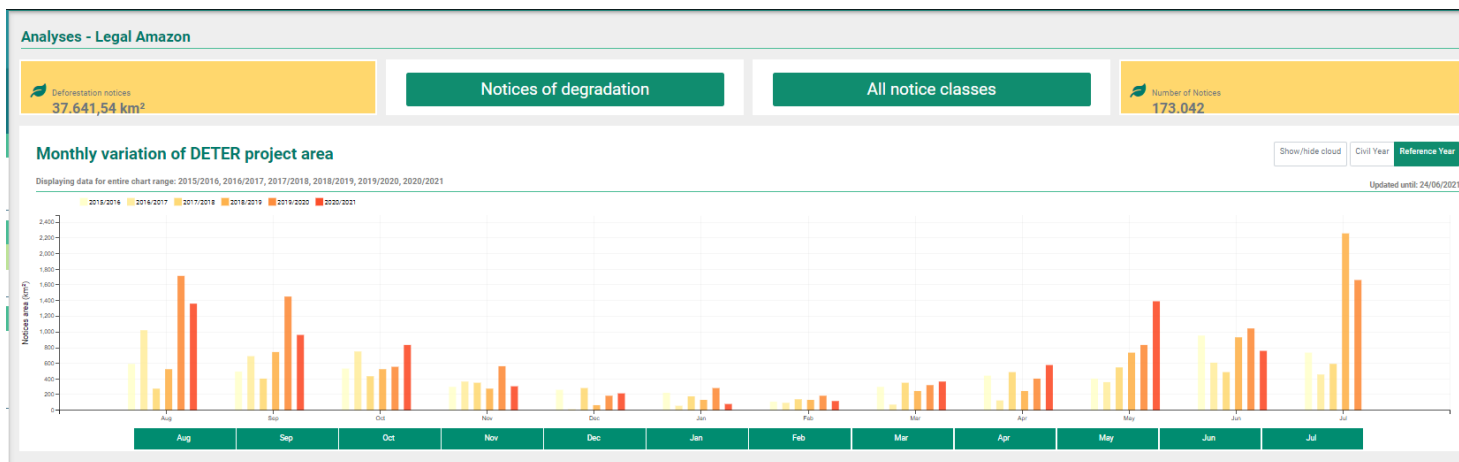 Analyses - Legal Amazon
Deforestation notices
37.641,54 km²
Notices of degradation
All notice classes
Number of Notices
173.042
Monthly variation of DETER project area
Show/hide cloud
Civil Year
Reference Year
Displaying data for entire chart range: 2015/2016, 2016/2017, 2017/2018, 2018/2019, 2019/2020, 2020/2021
Updated until: 24/06/2021
2015/2016 2016/2017 2017/2018 2018/2019 2019/2020 2020/2021
Notices area (km²)
2,400
2,200
2,000
1,800
1,600
1,400
1,200
1,000
800
600
400
200
0
Aug Sep Oct Nov Dec Jan Feb Mar Apr May Jun Jul
Aug Sep Oct Nov Dec Jan Feb Mar Apr May Jun Jul